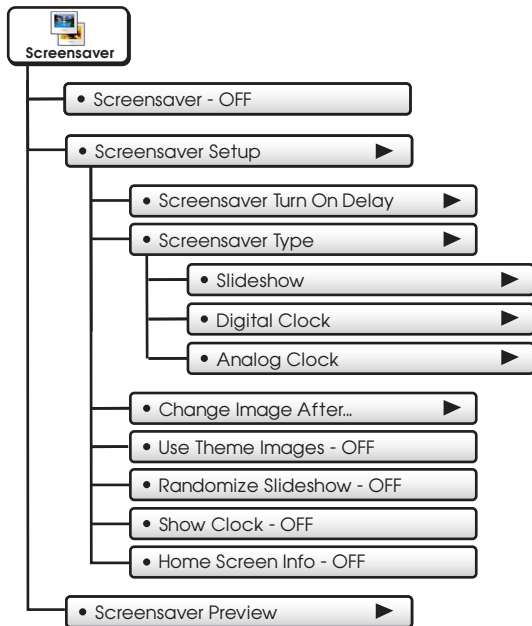 Screensaver
• Screensaver - OFF
• Screensaver Setup
• Screensaver Turn On Delay
• Screensaver Type
• Slideshow
• Digital Clock
• Analog Clock
• Change Image After...
• Use Theme Images - OFF
• Randomize Slideshow - OFF
• Show Clock - OFF
• Home Screen Info - OFF
• Screensaver Preview